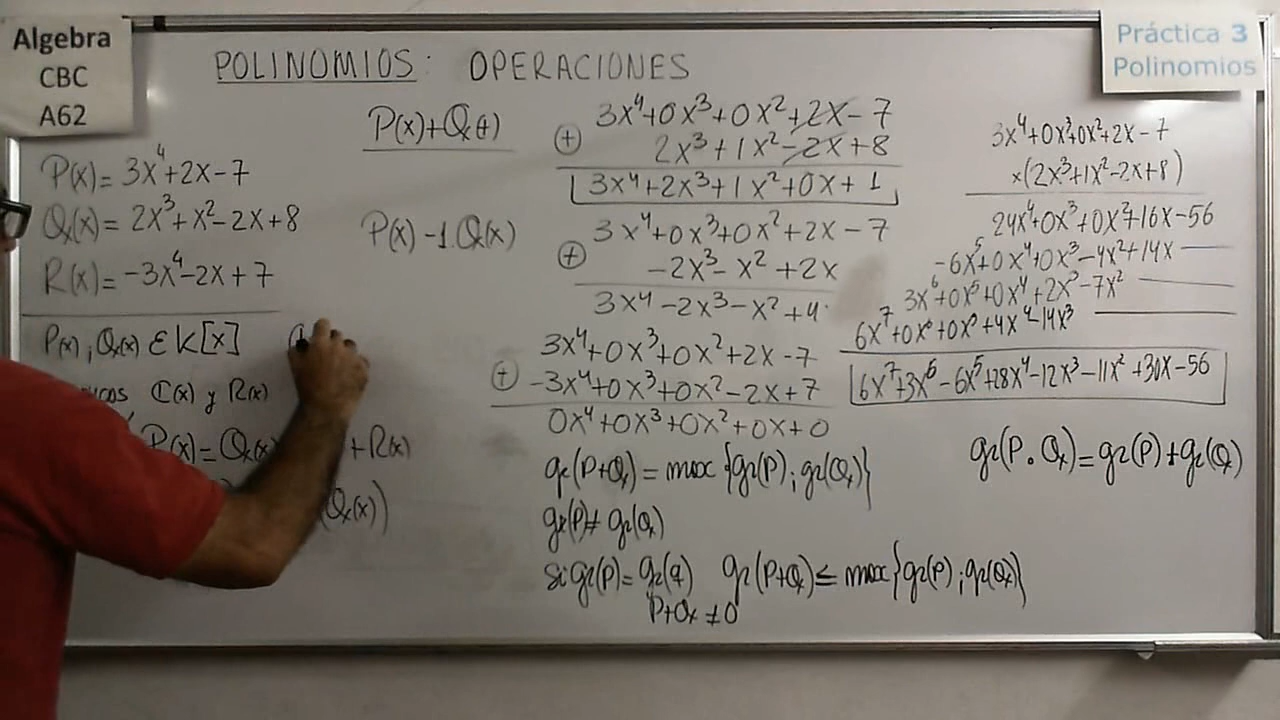 Algebra
CBC
A62
Práctica 3
Polinomios
POLINOMIOS: OPERACIONES
P(x)= 3x⁴+2x-7
Q(x)= 2x³+x²-2x+8
R(x)= -3x⁴-2x+7
P(x) ; Q(x) ∈ K[x]
C(x) y R(x)
P(x)=Q(x) +R(x)
Q(x))
P(x)+Q(x)
P(x)-1.Q(x)
3x⁴+0x³+0x²+2x-7
(+) 2x³+1x²-2x+8
3x⁴+2x³+1x²+0x+1
3x⁴+0x³+0x²+2x-7
(+) -2x³-x²+2x
3x⁴-2x³-x²+4
3x⁴+0x³+0x²+2x-7
(+) -3x⁴+0x³+0x²-2x+7
0x⁴+0x³+0x²+0x+0
gr(P+Q)= max {gr(P);gr(Q)}
gr(P)≠ gr(Q)
si gr(P)= gr(Q) gr(P+Q)≤ max{gr(P);gr(Q)}
P+Q ≠0
3x⁴+0x³+0x²+2x-7
x(2x³+1x²-2x+8)
24x⁴+0x³+0x²+16x-56
-6x⁵+0x⁴+0x³-4x²+14x
3x⁶+0x⁵+0x⁴+2x³-7x²
6x⁷+0x⁶+0x⁵+4x⁴-14x³
6x⁷+3x⁶-6x⁵+28x⁴-12x³-11x²+30x-56
gr(P.Q)=gr(P)+gr(Q)